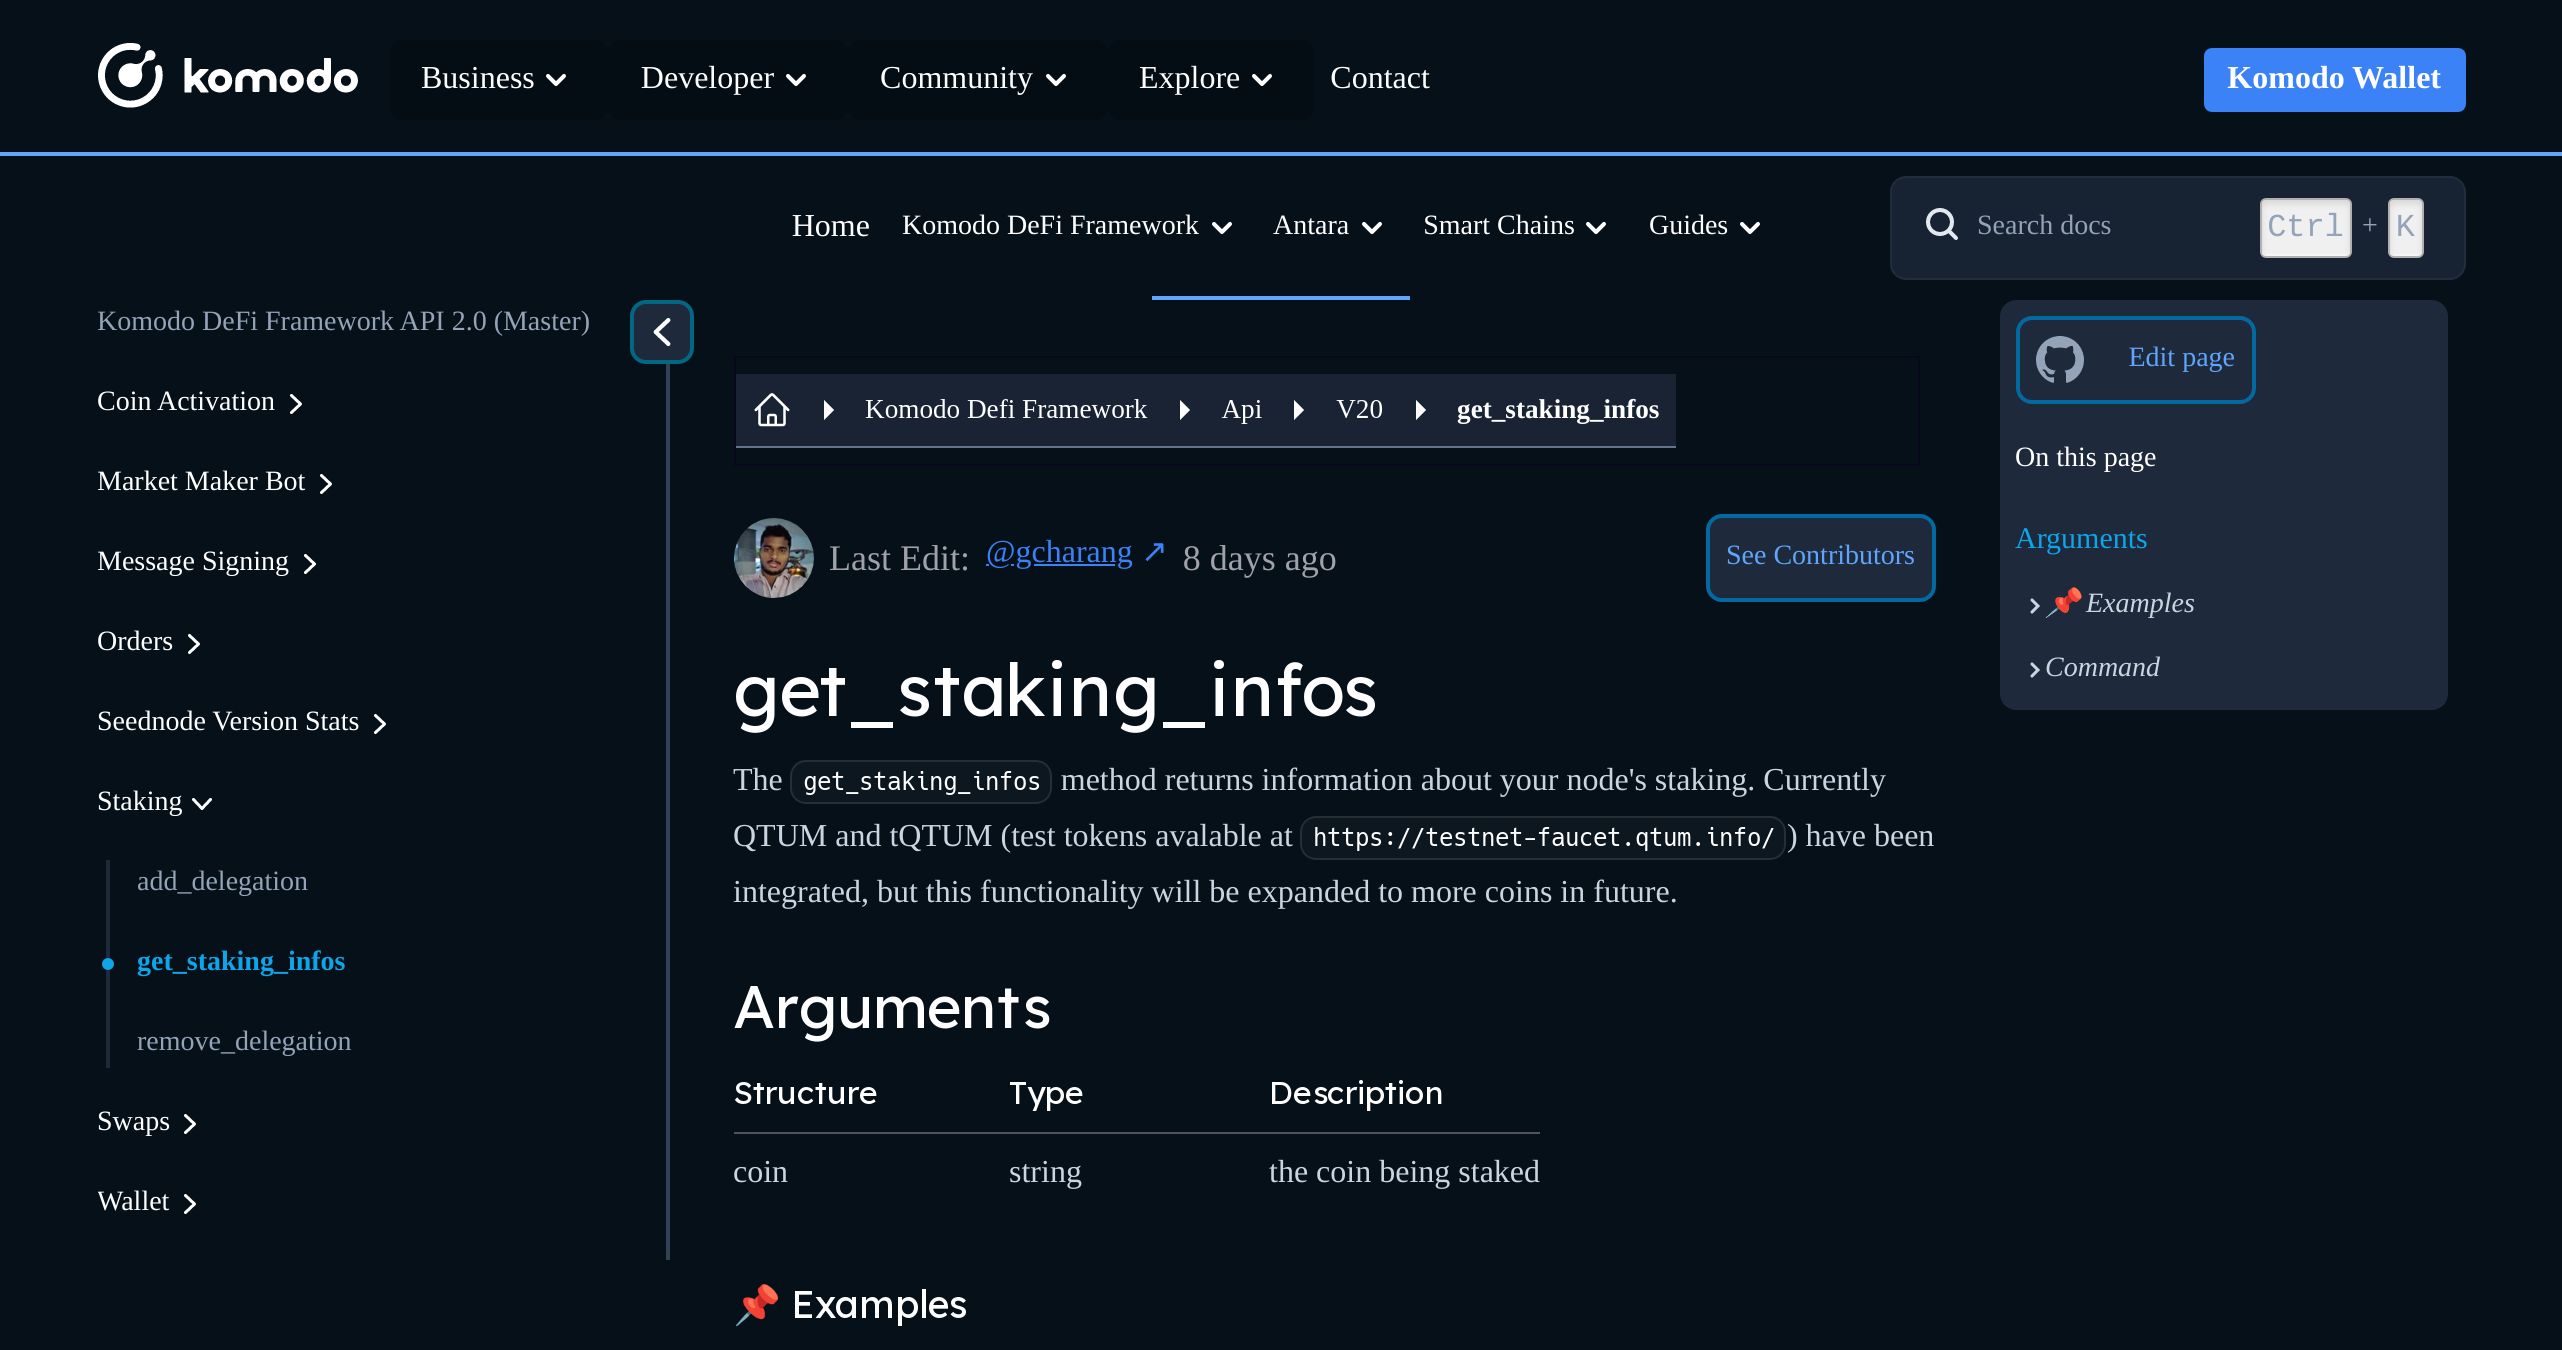 komodo Business Developer Community Explore Contact Komodo Wallet
Home Komodo DeFi Framework Antara Smart Chains Guides Search docs Ctrl + K
Komodo DeFi Framework API 2.0 (Master)
Coin Activation
Market Maker Bot
Message Signing
Orders
Seednode Version Stats
Staking
add_delegation
get_staking_infos
remove_delegation
Swaps
Wallet
Komodo Defi Framework Api V20 get_staking_infos
Last Edit: @gcharang ↗ 8 days ago See Contributors
get_staking_infos
The get_staking_infos method returns information about your node's staking. Currently
QTUM and tQTUM (test tokens avalable at https://testnet-faucet.qtum.info/) have been
integrated, but this functionality will be expanded to more coins in future.
Arguments
Structure Type Description
coin string the coin being staked
📌 Examples
Edit page
On this page
Arguments
📌 Examples
Command